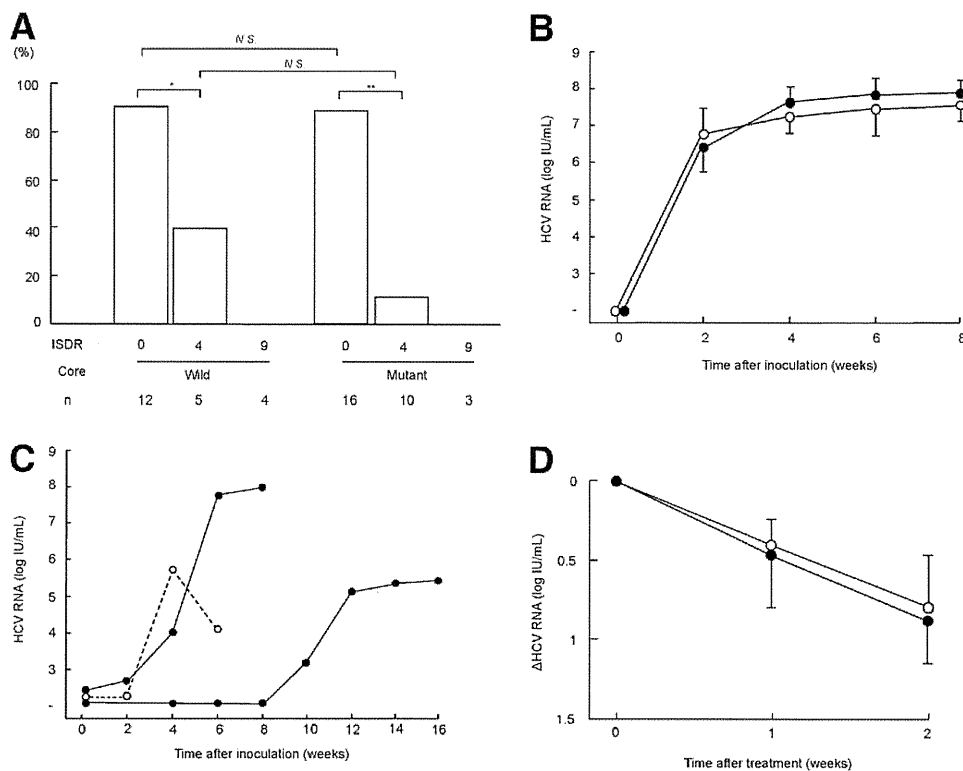 A
(%)
N S.
N S.
*
**
100
80
60
40
20
0
ISDR 0 4 9 0 4 9
Core Wild Mutant
n 12 5 4 16 10 3
B
HCV RNA (log IU/mL)
9
8
7
6
5
4
3
-
0 2 4 6 8
Time after inoculation (weeks)
C
HCV RNA (log IU/mL)
9
8
7
6
5
4
3
-
0 2 4 6 8 10 12 14 16
Time after inoculation (weeks)
D
ΔHCV RNA (log IU/mL)
0
0.5
1
1.5
0 1 2
Time after treatment (weeks)